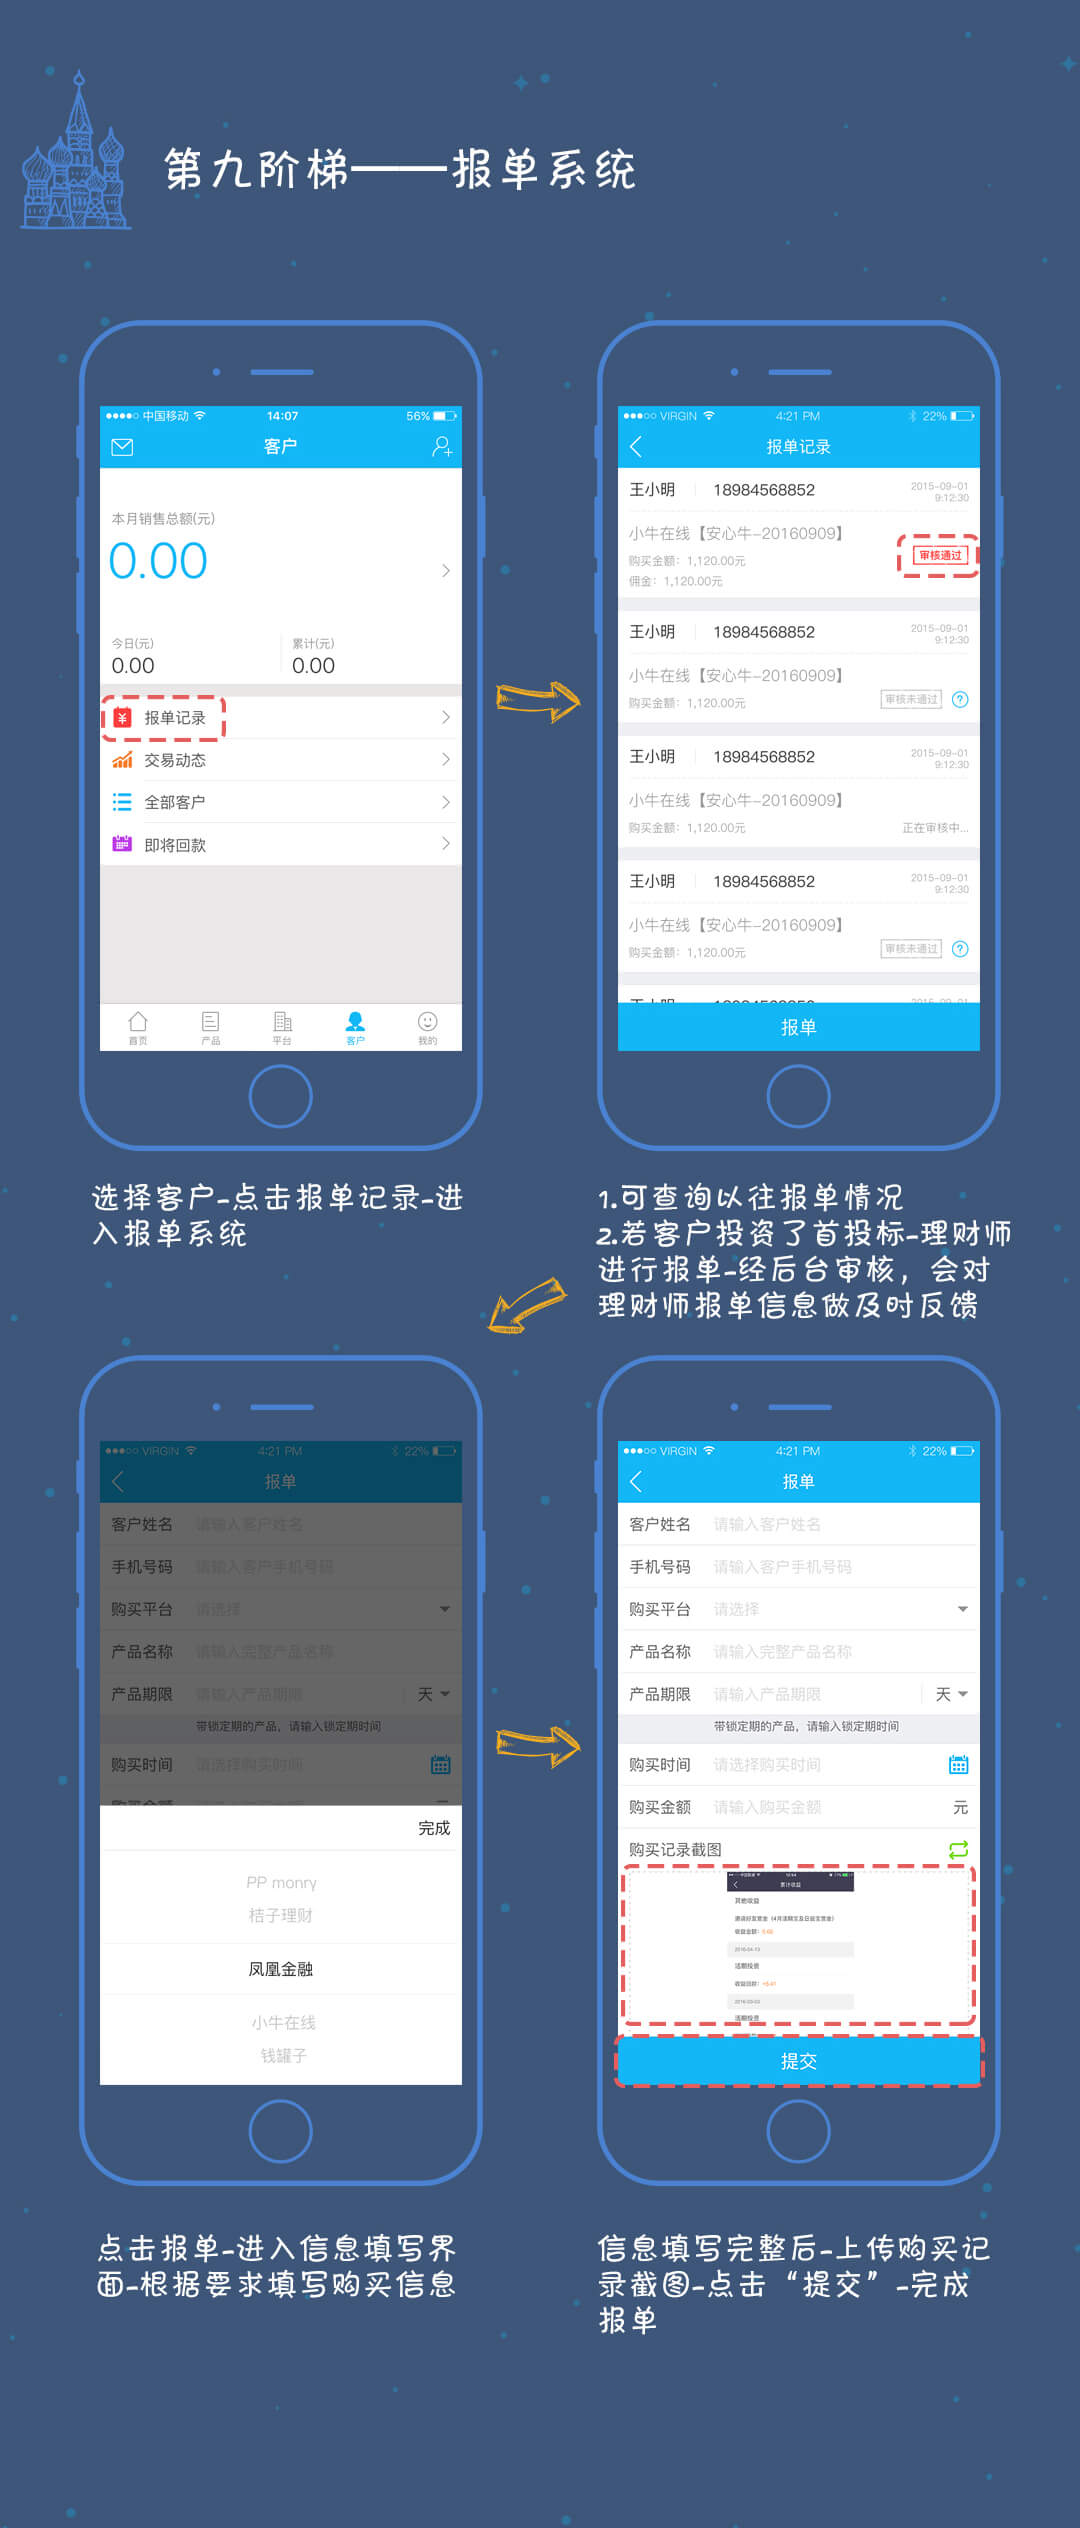 第九阶梯——报单系统
中国移动 14:07 56%
客户
本月销售总额(元)
0.00
今日(元) 累计(元)
0.00 0.00
报单记录
交易动态
全部客户
即将回款
首页 产品 平台 客户 我的
VIRGIN 4:21 PM 22%
报单记录
王小明 18984568852 2015-09-01
9:12:30
小牛在线【安心牛-20160909】
购买金额：1,120.00元 审核通过
佣金：1,120.00元
王小明 18984568852 2015-09-01
9:12:30
小牛在线【安心牛-20160909】
购买金额：1,120.00元 审核未通过 ?
王小明 18984568852 2015-09-01
9:12:30
小牛在线【安心牛-20160909】
购买金额：1,120.00元 正在审核中...
王小明 18984568852 2015-09-01
9:12:30
小牛在线【安心牛-20160909】
购买金额：1,120.00元 审核未通过 ?
报单
选择客户-点击报单记录-进
入报单系统
1.可查询以往报单情况
2.若客户投资了首投标-理财师
进行报单-经后台审核，会对
理财师报单信息做及时反馈
VIRGIN 4:21 PM 22%
报单
客户姓名 请输入客户姓名
手机号码 请输入客户手机号码
购买平台 请选择
产品名称 请输入完整产品名称
产品期限 请输入产品期限 天
带锁定期的产品，请输入锁定期时间
购买时间 请选择购买时间
完成
PP monry
桔子理财
凤凰金融
小牛在线
钱罐子
VIRGIN 4:21 PM 22%
报单
客户姓名 请输入客户姓名
手机号码 请输入客户手机号码
购买平台 请选择
产品名称 请输入完整产品名称
产品期限 请输入产品期限 天
带锁定期的产品，请输入锁定期时间
购买时间 请选择购买时间
购买金额 请输入购买金额 元
购买记录截图
累计收益
其他收益
收益金额：
活期投资
活期投资
提交
点击报单-进入信息填写界
面-根据要求填写购买信息
信息填写完整后-上传购买记
录截图-点击“提交”-完成
报单